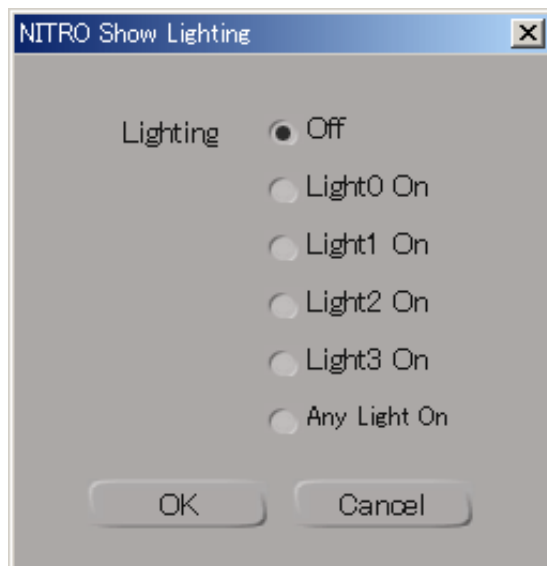 NITRO Show Lighting
Lighting Off
Light0 On
Light1 On
Light2 On
Light3 On
Any Light On
OK Cancel